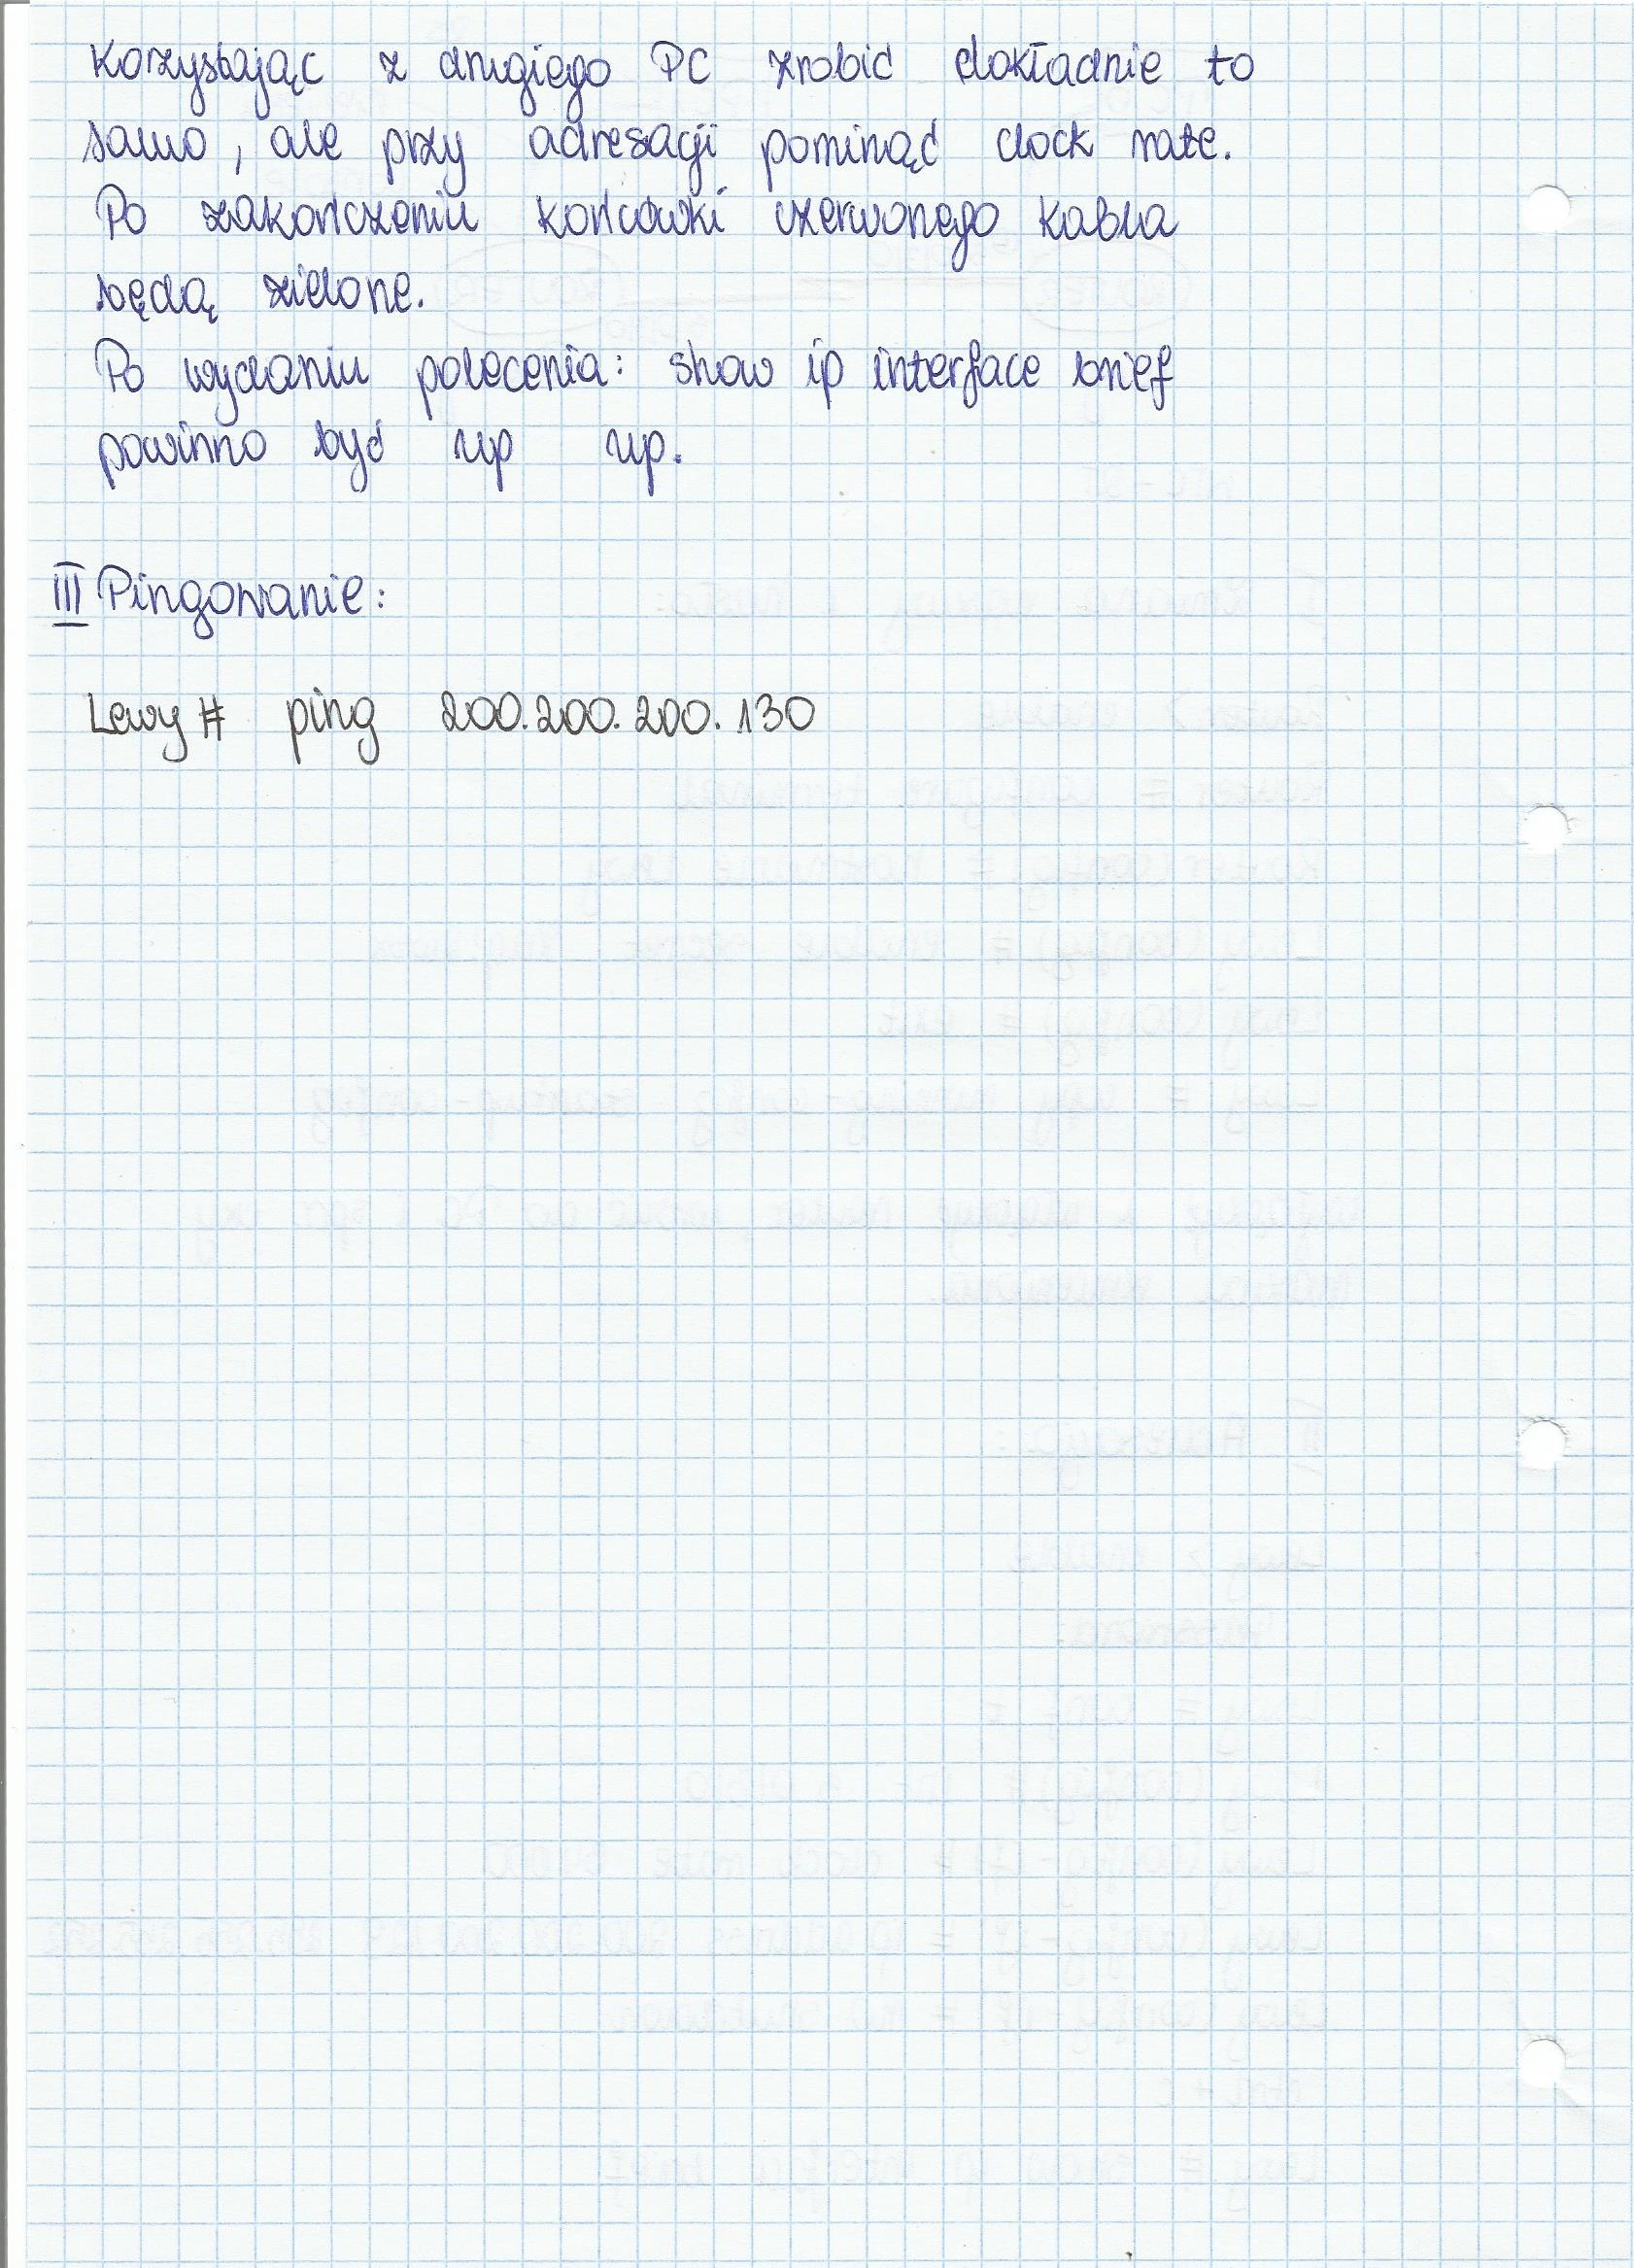 Korzystając z drugiego PC zrobić dokładnie to
samo, ale przy adresacji pominąć clock rate.
Po zakończeniu końcówki czerwonego kabla
będą zielone.
Po wydaniu polecenia: show ip interface brief
powinno być up up.
III Pingowanie:
Lewy # ping 200.200.200.130